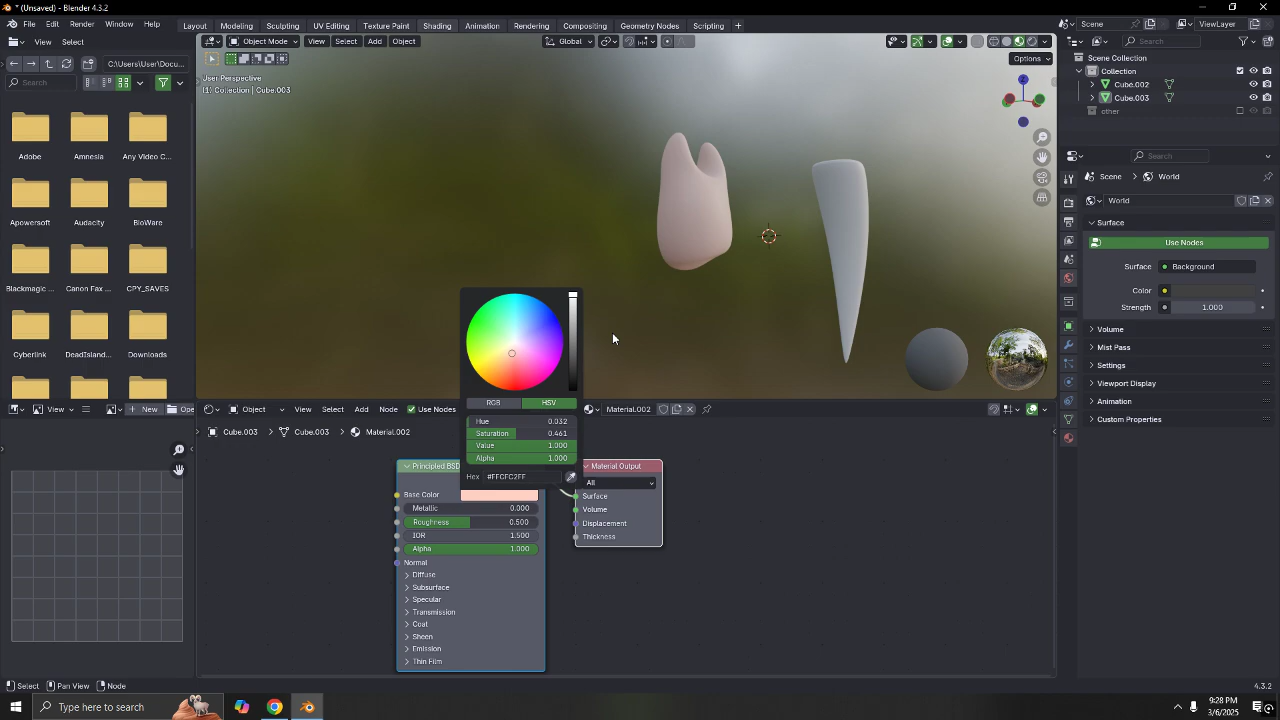 * (Unsaved) - Blender 4.3.2
File Edit Render Window Help
Layout Modeling Sculpting UV Editing Texture Paint Shading Animation Rendering Compositing Geometry Nodes Scripting +
Scene
ViewLayer
View Select
C:\Users\User\Docu...
Search
Adobe Amnesia Any Video C...
Apowersoft Audacity BioWare
Blackmagic ... Canon Fax ... CPY_SAVES
Cyberlink DeadIsland... Downloads
View
New
Ope
Object Mode View Select Add Object
Global
Options
User Perspective
(1) Collection | Cube.003
Z
Search
Scene Collection
Collection
Cube.002
Cube.003
other
Search
Scene > World
World
Surface
Use Nodes
Surface Background
Color
Strength 1.000
Volume
Mist Pass
Settings
Viewport Display
Animation
Custom Properties
Object View Select Add Node Use Nodes
Material.002
Cube.003 > Cube.003 > Material.002
RGB HSV
Hue 0.032
Saturation 0.461
Value 1.000
Alpha 1.000
Hex #FFCFC2FF
Principled BSD
Base Color
Metallic 0.000
Roughness 0.500
IOR 1.500
Alpha 1.000
Normal
Diffuse
Subsurface
Specular
Transmission
Coat
Sheen
Emission
Thin Film
Material Output
All
Surface
Volume
Displacement
Thickness
Select Pan View Node
4.3.2
Type here to search
9:28 PM
3/6/2025